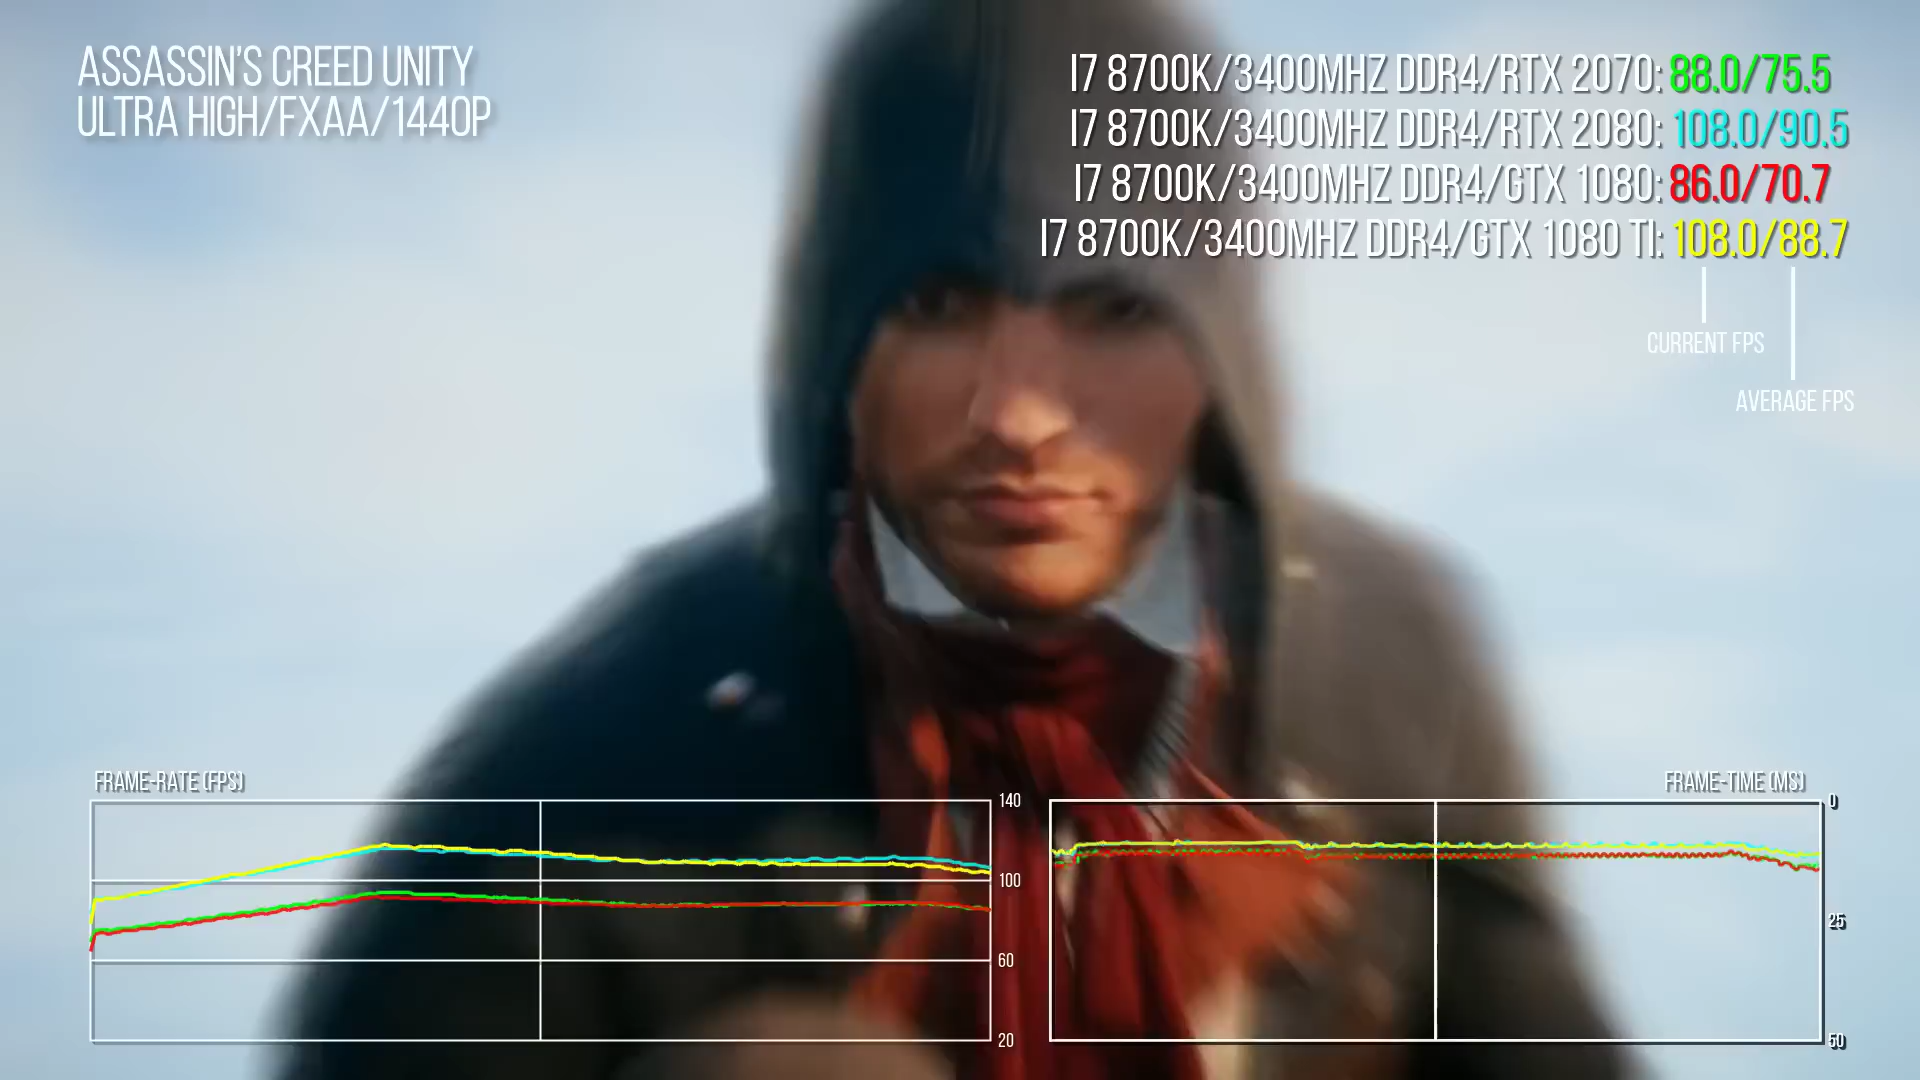 ASSASSIN'S CREED UNITY
ULTRA HIGH/FXAA/1440P
I7 8700K/3400MHZ DDR4/RTX 2070: 88.0/75.5
I7 8700K/3400MHZ DDR4/RTX 2080: 108.0/90.5
I7 8700K/3400MHZ DDR4/GTX 1080: 86.0/70.7
I7 8700K/3400MHZ DDR4/GTX 1080 TI: 108.0/88.7
CURRENT FPS
AVERAGE FPS
FRAME-RATE (FPS)
140
100
60
20
FRAME-TIME (MS)
0
25
50